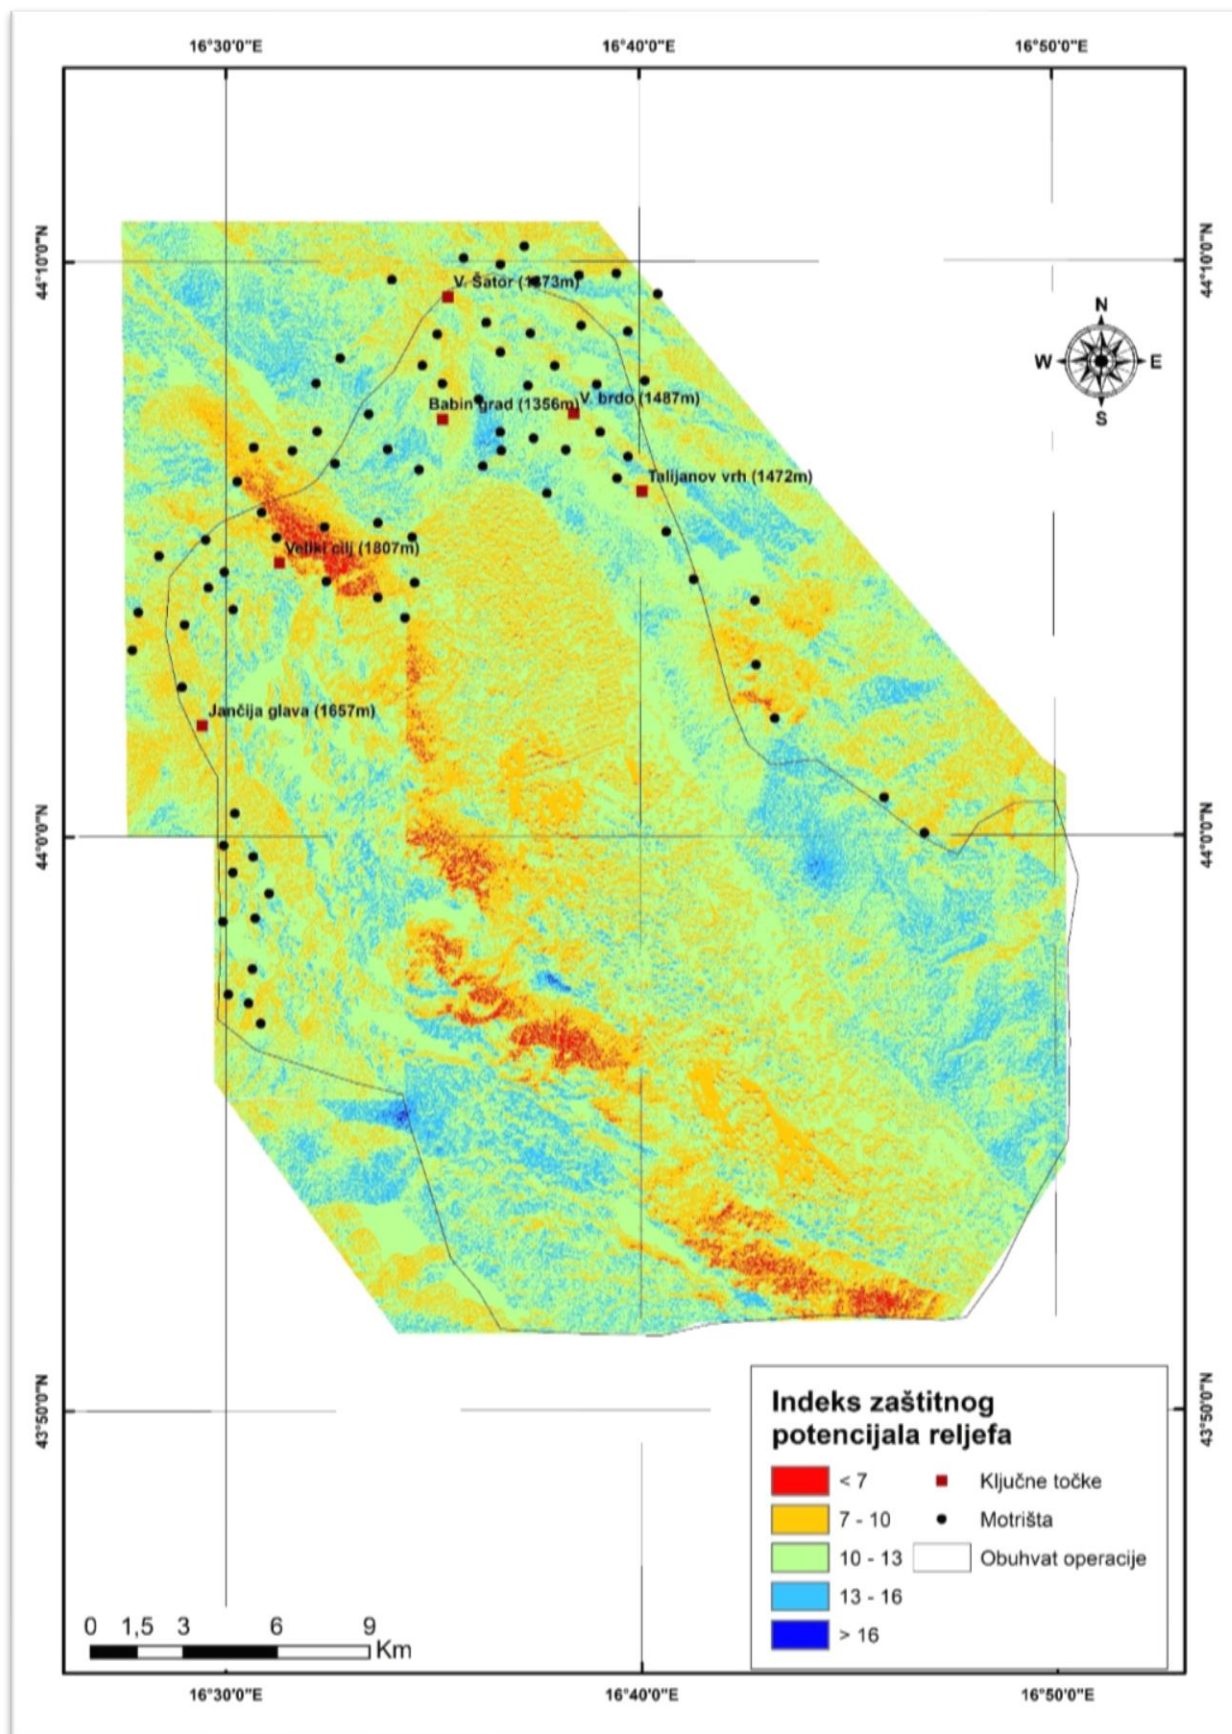 16°30'0"E 16°40'0"E 16°50'0"E
44°10'0"N 44°10'0"N
N
W E
S
V. Šator (1873m)
Babin grad (1356m) V. brdo (1487m)
Talijanov vrh (1472m)
Veliki cilj (1807m)
Jančija glava (1657m)
44°0'0"N 44°0'0"N
43°50'0"N 43°50'0"N
Indeks zaštitnog
potencijala reljefa
< 7 Ključne točke
7 - 10 Motrišta
10 - 13 Obuhvat operacije
13 - 16
> 16
0 1,5 3 6 9
Km
16°30'0"E 16°40'0"E 16°50'0"E